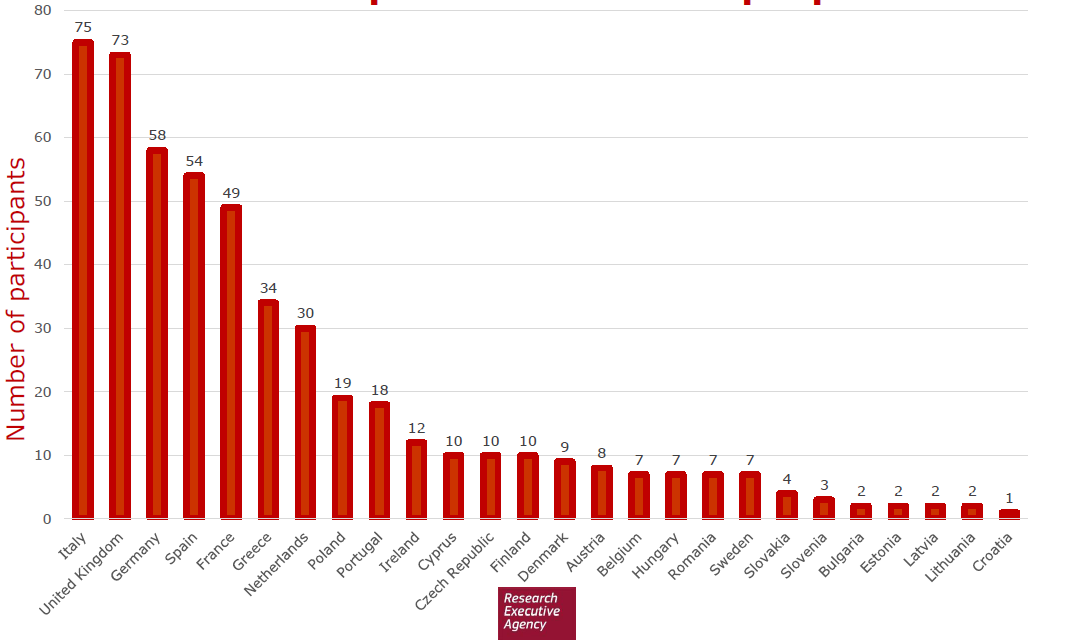 80
70
60
50
40
30
20
10
0
Number of participants
75
73
58
54
49
34
30
19
18
12
10
10
10
9
8
7
7
7
7
4
3
2
2
2
2
1
Italy
United Kingdom
Germany
Spain
France
Greece
Netherlands
Poland
Portugal
Ireland
Cyprus
Czech Republic
Finland
Denmark
Austria
Belgium
Hungary
Romania
Sweden
Slovakia
Slovenia
Bulgaria
Estonia
Latvia
Lithuania
Croatia
Research
Executive
Agency